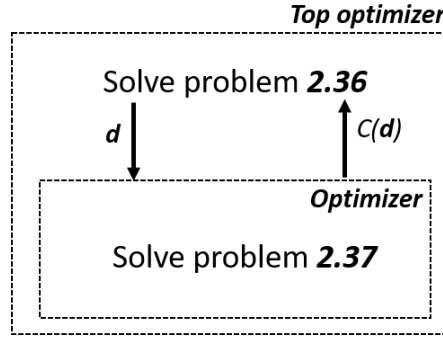 Top optimizer
Solve problem 2.36
d
C(d)
Optimizer
Solve problem 2.37